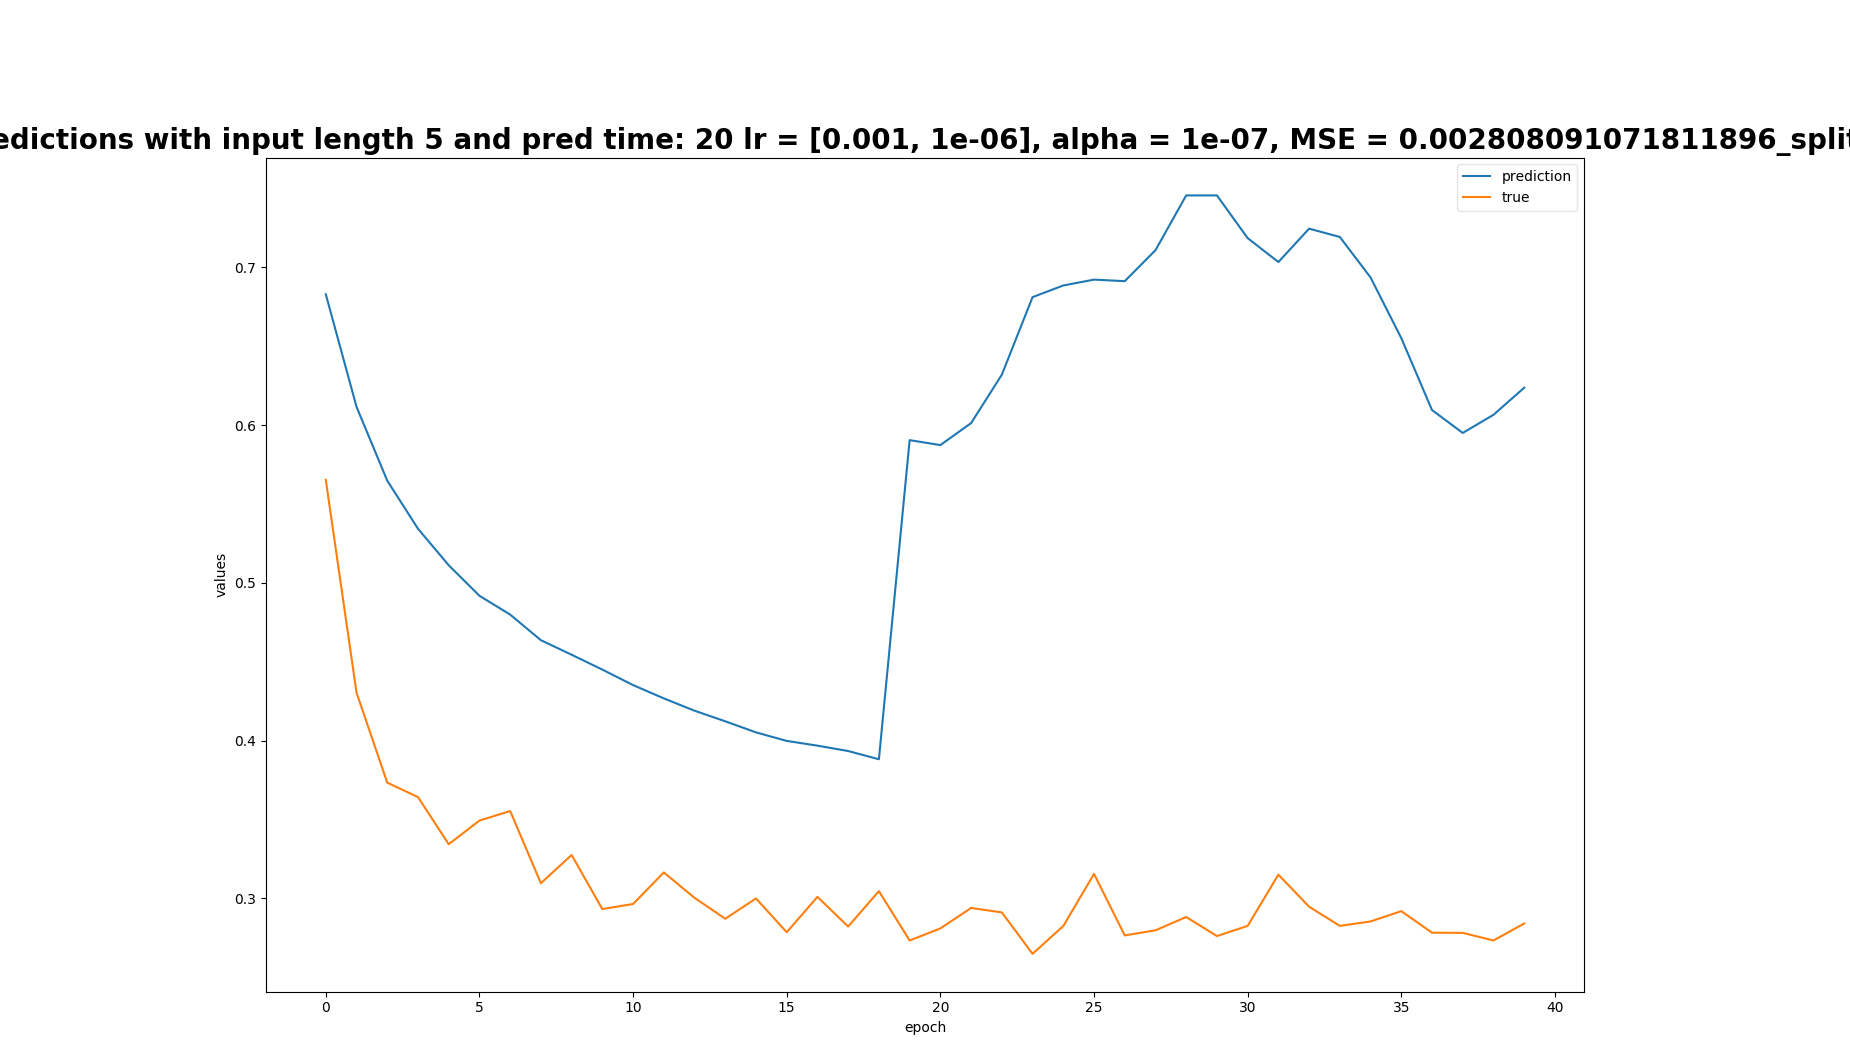 edictions with input length 5 and pred time: 20 lr = [0.001, 1e-06], alpha = 1e-07, MSE = 0.002808091071811896_split
prediction
true
0.7
0.6
0.5
0.4
0.3
values
0 5 10 15 20 25 30 35 40
epoch